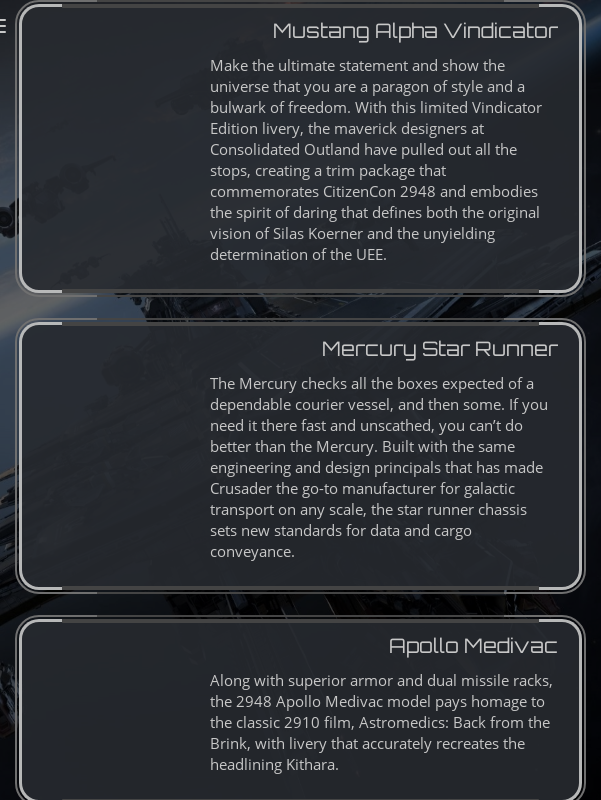 Mustang Alpha Vindicator
Make the ultimate statement and show the
universe that you are a paragon of style and a
bulwark of freedom. With this limited Vindicator
Edition livery, the maverick designers at
Consolidated Outland have pulled out all the
stops, creating a trim package that
commemorates CitizenCon 2948 and embodies
the spirit of daring that defines both the original
vision of Silas Koerner and the unyielding
determination of the UEE.
Mercury Star Runner
The Mercury checks all the boxes expected of a
dependable courier vessel, and then some. If you
need it there fast and unscathed, you can’t do
better than the Mercury. Built with the same
engineering and design principals that has made
Crusader the go-to manufacturer for galactic
transport on any scale, the star runner chassis
sets new standards for data and cargo
conveyance.
Apollo Medivac
Along with superior armor and dual missile racks,
the 2948 Apollo Medivac model pays homage to
the classic 2910 film, Astromedics: Back from the
Brink, with livery that accurately recreates the
headlining Kithara.